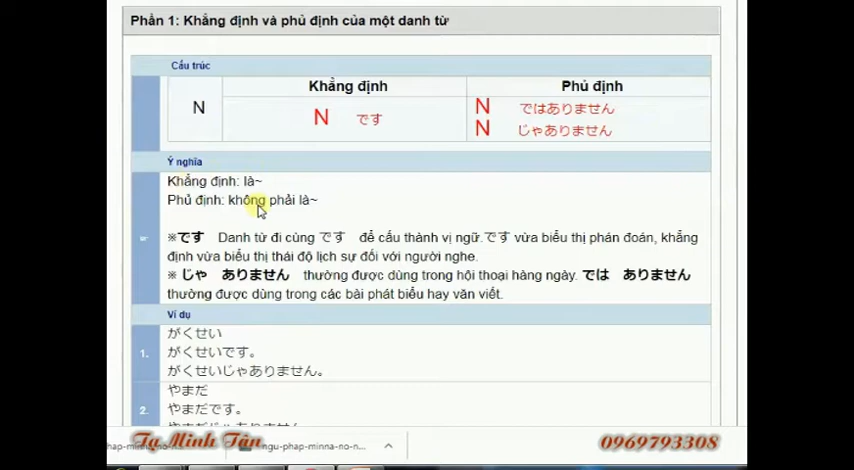 Phần 1: Khẳng định và phủ định của một danh từ
Cấu trúc
Khẳng định Phủ định
N
N です
N ではありません
N じゃありません
Ý nghĩa
Khẳng định: là~
Phủ định: không phải là~
※です Danh từ đi cùng です để cấu thành vị ngữ.です vừa biểu thị phán đoán, khẳng
định vừa biểu thị thái độ lịch sự đối với người nghe.
※じゃ ありません thường được dùng trong hội thoại hàng ngày. では ありません
thường được dùng trong các bài phát biểu hay văn viết.
Ví dụ
1.
がくせい
がくせいです。
がくせいじゃありません。
2.
やまだ
やまだです。
Tạ Minh Tân
ngu-phap-minna-no-n...
0969793308